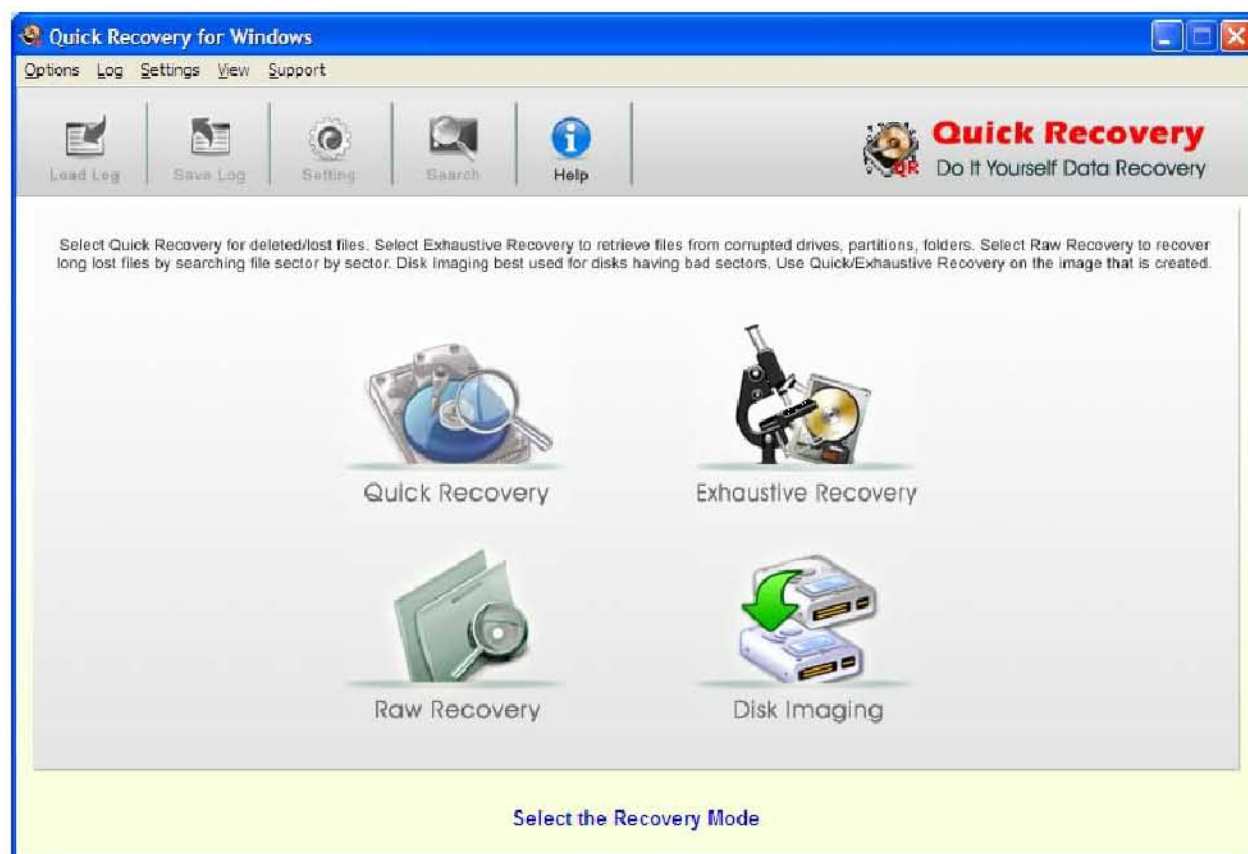 Quick Recovery for Windows
Options Log Settings View Support
Load Log Save Log Setting Search Help
Quick Recovery
QR
Do It Yourself Data Recovery
Select Quick Recovery for deleted/lost files. Select Exhaustive Recovery to retrieve files from corrupted drives, partitions, folders. Select Raw Recovery to recover
long lost files by searching file sector by sector. Disk Imaging best used for disks having bad sectors. Use Quick/Exhaustive Recovery on the image that is created.
Quick Recovery Exhaustive Recovery
Raw Recovery Disk Imaging
Select the Recovery Mode